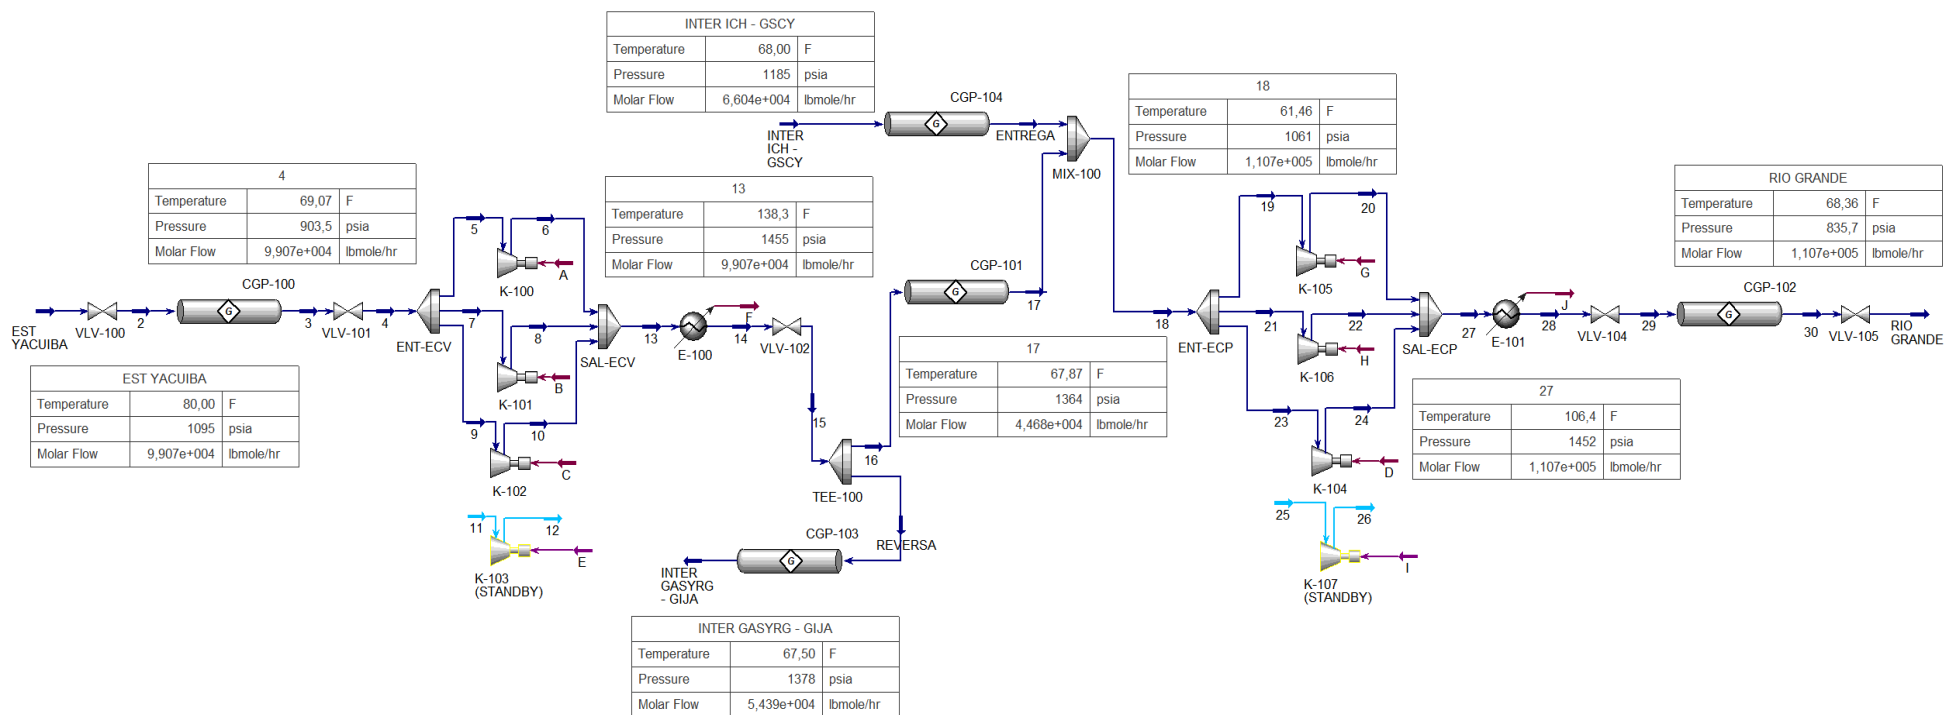 INTER ICH - GSCY
Temperature 68,00 F
Pressure 1185 psia
Molar Flow 6,604e+004 lbmole/hr
CGP-104
INTER
ICH -
GSCY
ENTREGA
MIX-100
18
Temperature 61,46 F
Pressure 1061 psia
Molar Flow 1,107e+005 lbmole/hr
4
Temperature 69,07 F
Pressure 903,5 psia
Molar Flow 9,907e+004 lbmole/hr
13
Temperature 138,3 F
Pressure 1455 psia
Molar Flow 9,907e+004 lbmole/hr
RIO GRANDE
Temperature 68,36 F
Pressure 835,7 psia
Molar Flow 1,107e+005 lbmole/hr
EST
YACUIBA
VLV-100
2
CGP-100
G
3
VLV-101
4
ENT-ECV
5
6
K-100
A
7
8
K-101
B
9
10
K-102
C
11
12
K-103
(STANDBY)
E
SAL-ECV
13
E-100
F
14
VLV-102
15
TEE-100
16
REVERSA
CGP-103
G
INTER
GASYRG
- GIJA
CGP-101
G
17
G
18
ENT-ECP
19
20
K-105
G
21
22
K-106
H
23
24
K-104
D
25
26
K-107
(STANDBY)
I
SAL-ECP
27
E-101
J
28
VLV-104
29
CGP-102
G
30
VLV-105
RIO
GRANDE
EST YACUIBA
Temperature 80,00 F
Pressure 1095 psia
Molar Flow 9,907e+004 lbmole/hr
17
Temperature 67,87 F
Pressure 1364 psia
Molar Flow 4,468e+004 lbmole/hr
27
Temperature 106,4 F
Pressure 1452 psia
Molar Flow 1,107e+005 lbmole/hr
INTER GASYRG - GIJA
Temperature 67,50 F
Pressure 1378 psia
Molar Flow 5,439e+004 lbmole/hr